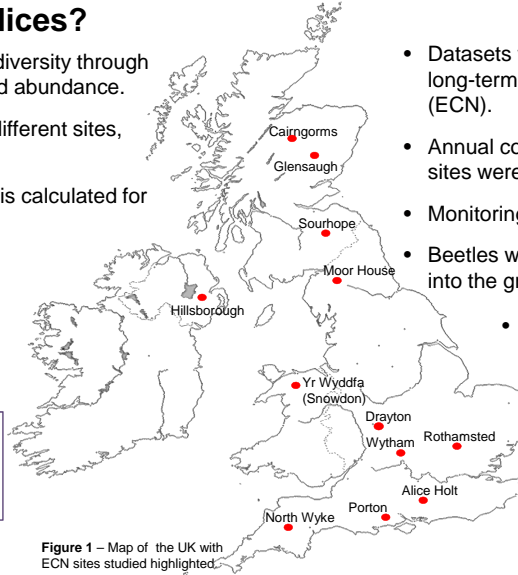 dices?
diversity through
d abundance.
different sites,
is calculated for
Cairngorms
Glensaugh
Sourhope
Moor House
Hillsborough
Yr Wyddfa
(Snowdon)
Drayton
Wytham
Rothamsted
Alice Holt
Porton
North Wyke
Figure 1 – Map of the UK with
ECN sites studied highlighted.
• Datasets
long-term
(ECN).
• Annual co
sites were
• Monitoring
• Beetles w
into the gr
•